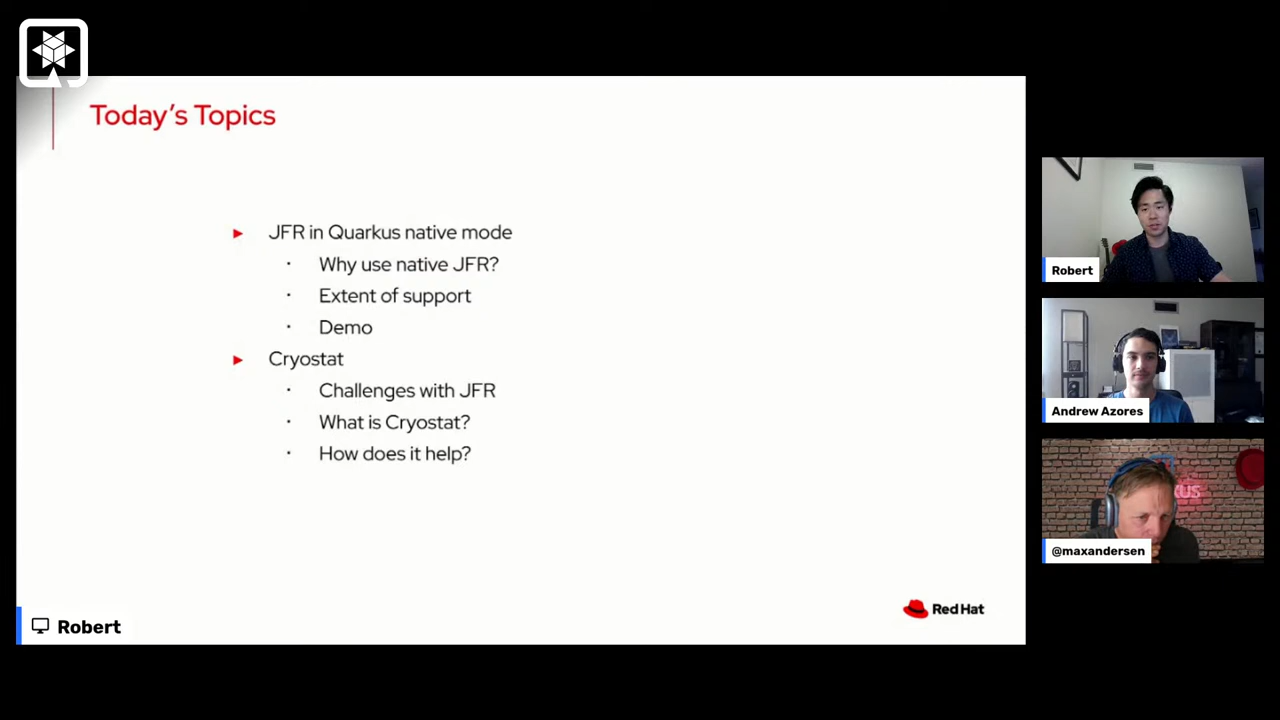 Today's Topics
► JFR in Quarkus native mode
· Why use native JFR?
· Extent of support
· Demo
► Cryostat
· Challenges with JFR
· What is Cryostat?
· How does it help?
Red Hat
Robert
Robert
Andrew Azores
KUS
@maxandersen